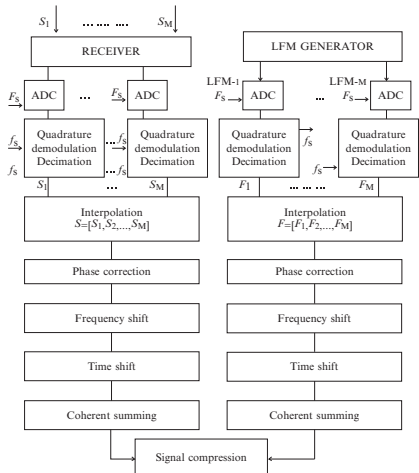 S1 ... ... ... SM
RECEIVER
LFM GENERATOR
LFM-1
LFM-M
FS ADC ... FS ADC
FS ADC ... FS ADC
fS Quadrature demodulation Decimation
fS
... fS Quadrature demodulation Decimation
... fS
Quadrature demodulation Decimation
fS
fS Quadrature demodulation Decimation
S1 ... SM
F1 ... ... ... FM
Interpolation
S=[S1,S2,...,SM]
Interpolation
F=[F1,F2,...,FM]
Phase correction
Phase correction
Frequency shift
Frequency shift
Time shift
Time shift
Coherent summing
Coherent summing
Signal compression